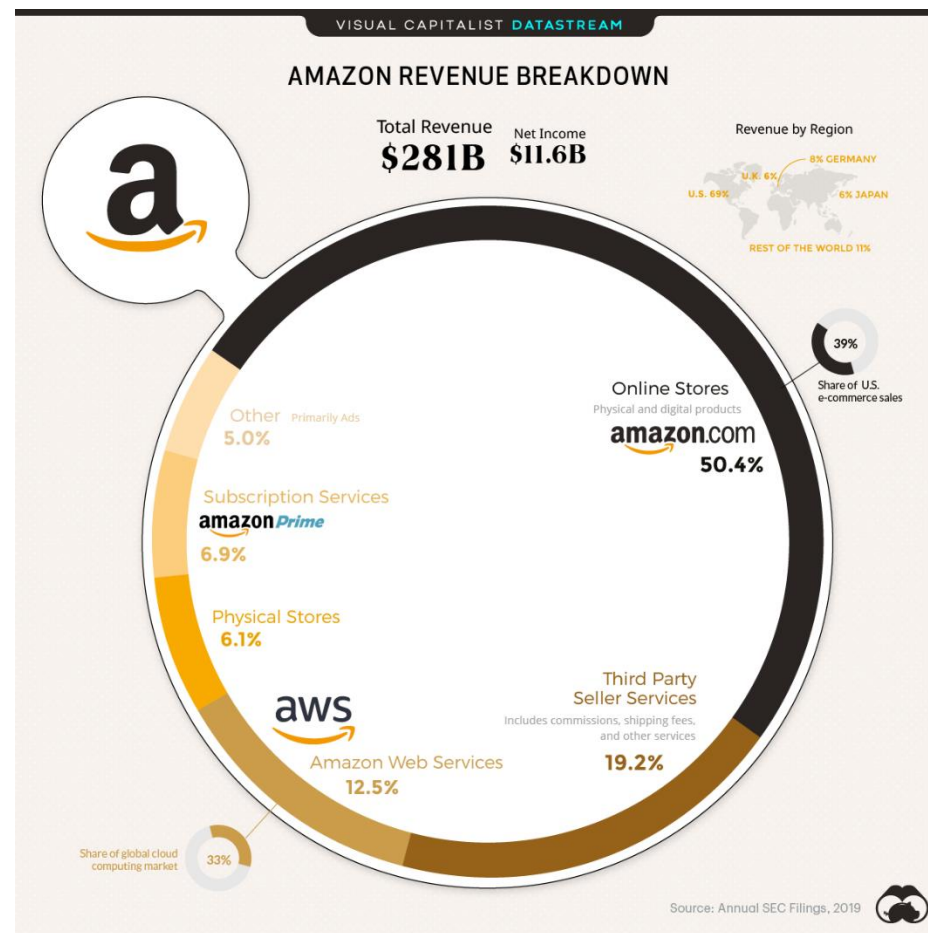 VISUAL CAPITALIST DATASTREAM
AMAZON REVENUE BREAKDOWN
Total Revenue
$281B
Net Income
$11.6B
Revenue by Region
8% GERMANY
U.K. 6%
U.S. 69%
6% JAPAN
REST OF THE WORLD 11%
a
39%
Share of U.S.
e-commerce sales
Online Stores
Physical and digital products
amazon.com
50.4%
Other Primarily Ads
5.0%
Subscription Services
amazon Prime
6.9%
Physical Stores
6.1%
Third Party
Seller Services
Includes commissions, shipping fees,
and other services
19.2%
aws
Amazon Web Services
12.5%
Share of global cloud
computing market
33%
Source: Annual SEC Filings, 2019